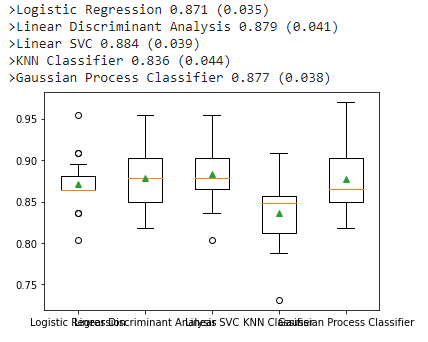 >Logistic Regression 0.871 (0.035)
>Linear Discriminant Analysis 0.879 (0.041)
>Linear SVC 0.884 (0.039)
>KNN Classifier 0.836 (0.044)
>Gaussian Process Classifier 0.877 (0.038)
0.95
0.90
0.85
0.80
0.75
Logistic Regression Linear Discriminant Analysis Linear SVC KNN Classifier Gaussian Process Classifier